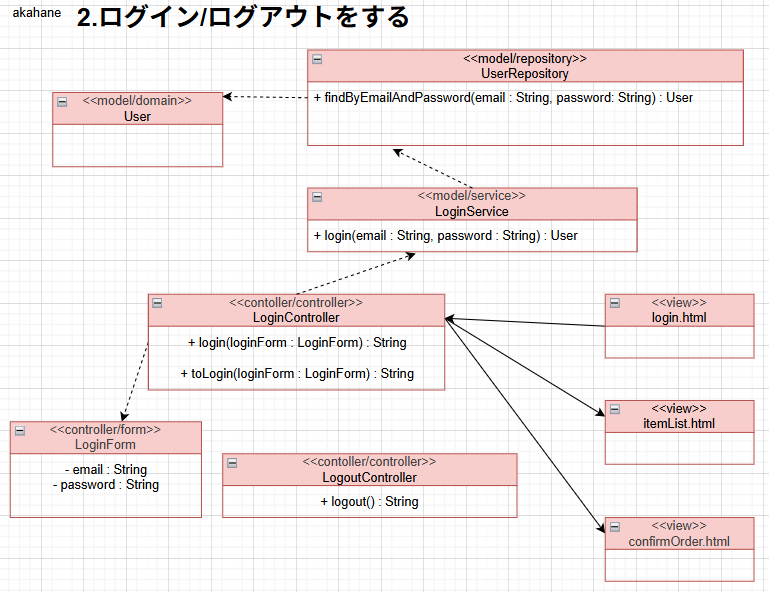 akahane
2.ログイン/ログアウトをする
<<model/repository>>
UserRepository
+ findByEmailAndPassword(email : String, password: String) : User
<<model/domain>>
User
<<model/service>>
LoginService
+ login(email : String, password : String) : User
<<contoller/controller>>
LoginController
+ login(loginForm : LoginForm) : String
+ toLogin(loginForm : LoginForm) : String
<<view>>
login.html
<<view>>
itemList.html
<<controller/form>>
LoginForm
- email : String
- password : String
<<contoller/controller>>
LogoutController
+ logout() : String
<<view>>
confirmOrder.html